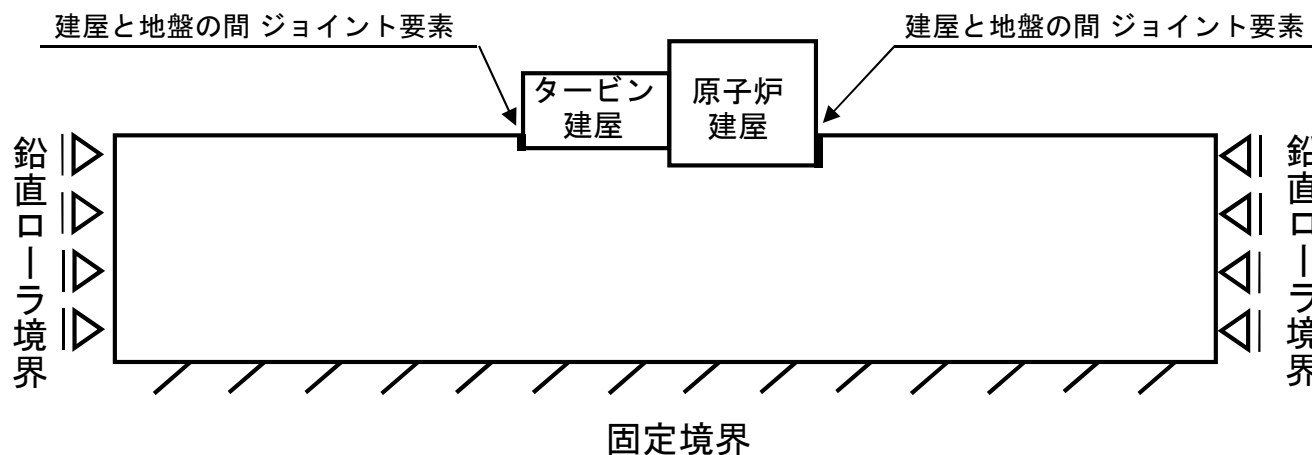 建屋と地盤の間 ジョイント要素
建屋と地盤の間 ジョイント要素
タービン
建屋
原子炉
建屋
鉛直ローラ境界
鉛直ローラ境界
固定境界